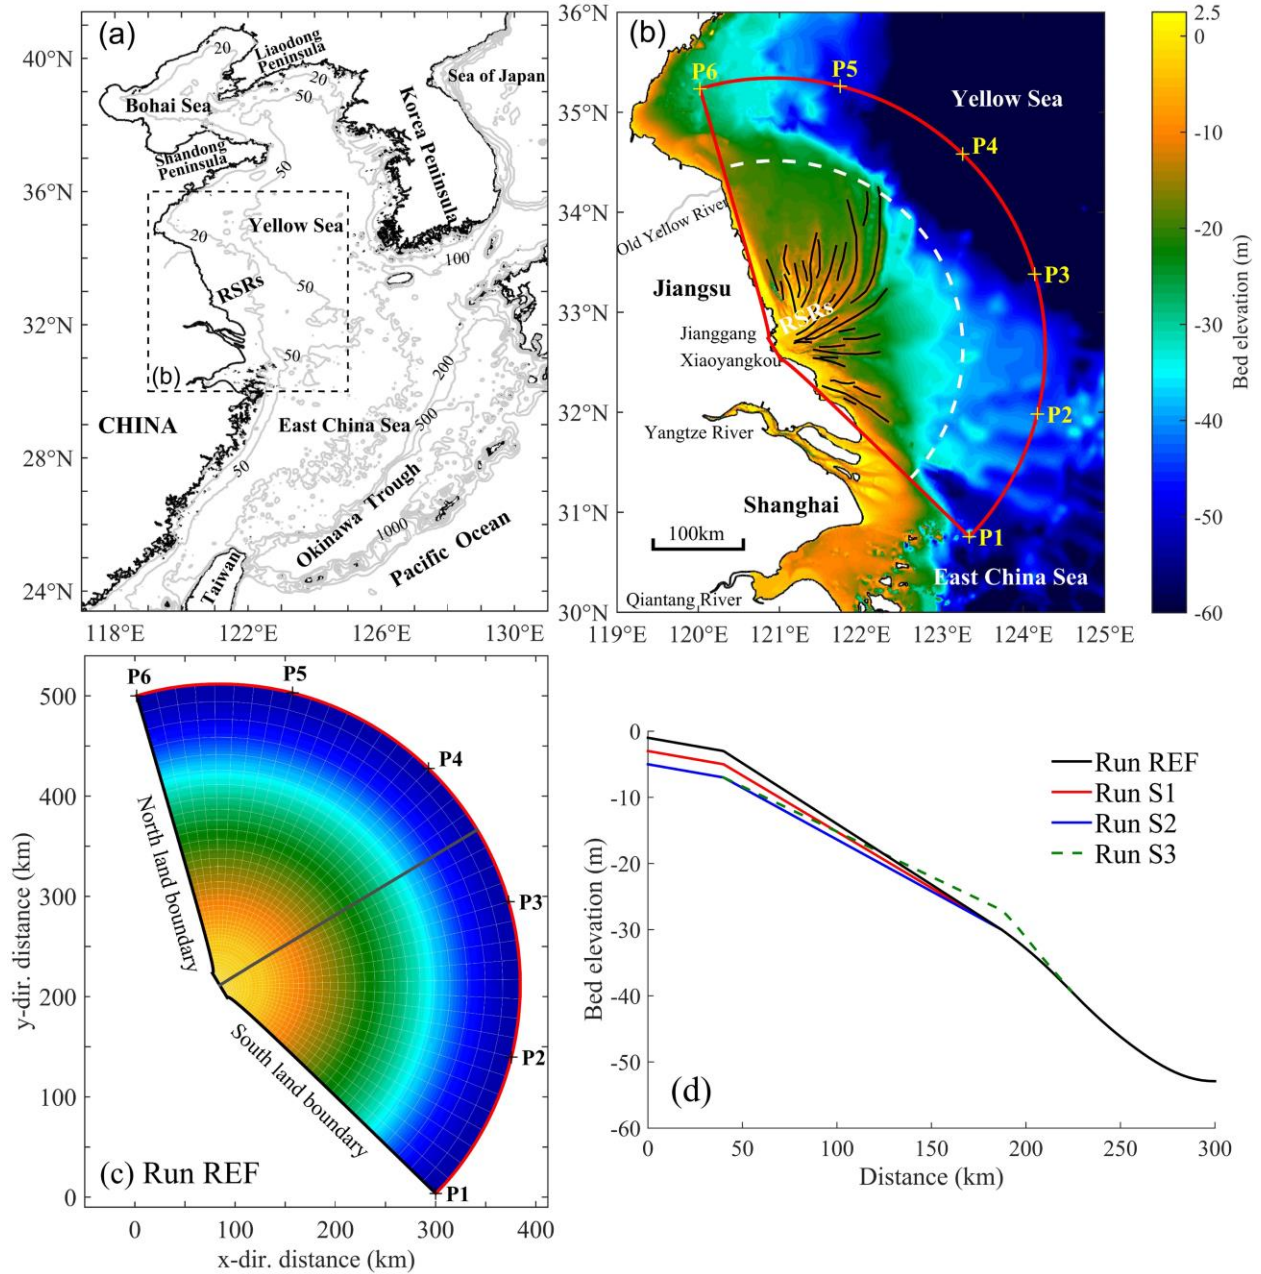 (a)
40°N
36°N
32°N
28°N
24°N
118°E
122°E
126°E
130°E
20
Liaodong
Peninsula
20
50
Sea of Japan
Bohai Sea
Korea Peninsula
Shandong
Peninsula
50
Yellow Sea
20
100
RSRs
50
50
(b)
200
CHINA
East China Sea
500
50
Okinawa Trough
1000
Pacific Ocean
Taiwan
(b)
36°N
35°N
34°N
33°N
32°N
31°N
30°N
119°E
120°E
121°E
122°E
123°E
124°E
125°E
P6
P5
Yellow Sea
P4
Old Yellow River
P3
Jiangsu
RSRs
Jianggang
Xiaoyangkou
P2
Yangtze River
Shanghai
100km
P1
East China Sea
Qiantang River
2.5
0
-10
-20
-30
-40
-50
-60
Bed elevation (m)
P6
P5
P4
P3
P2
P1
500
400
300
200
100
0
y-dir. distance (km)
North land boundary
South land boundary
(c) Run REF
0
100
200
300
400
x-dir. distance (km)
0
-10
-20
-30
-40
-50
-60
Bed elevation (m)
Run REF
Run S1
Run S2
Run S3
(d)
0
50
100
150
200
250
300
Distance (km)